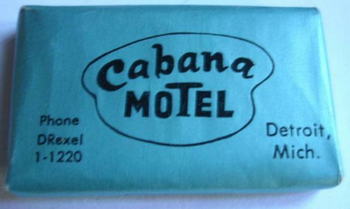 Cabana
MOTEL
Phone
DRexel
1-1220
Detroit,
Mich.